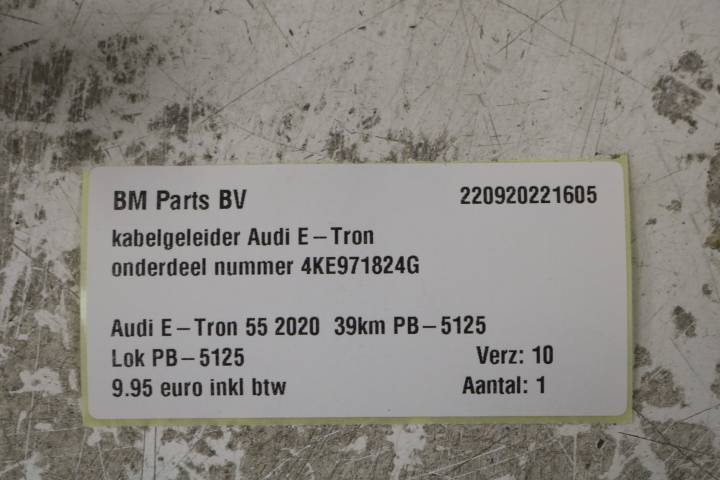 BM Parts BV 220920221605
kabelgeleider Audi E-Tron
onderdeel nummer 4KE971824G
Audi E-Tron 55 2020 39km PB-5125
Lok PB-5125 Verz: 10
9.95 euro inkl btw Aantal: 1